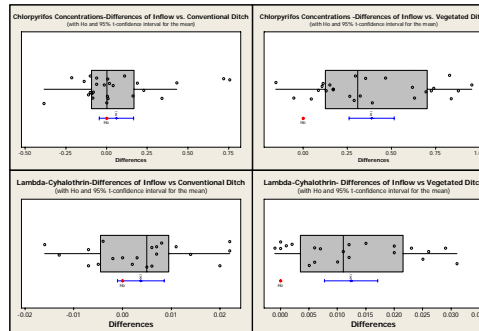 Chlorpyrifos Concentrations-Differences of Inflow vs. Conventional Ditch
(with Ho and 95% t-confidence interval for the mean)
Ho
-0.50
-0.25
0.00
0.25
0.50
0.75
Differences
Chlorpyrifos Concentrations -Differences of Inflow vs. Vegetated Ditch
(with Ho and 95% t-confidence interval for the mean)
Ho
0.00
0.25
0.50
0.75
Differences
Lambda-Cyhalothrin-Differences of Inflow vs Conventional Ditch
(with Ho and 95% t-confidence interval for the mean)
Ho
-0.02
-0.01
0.00
0.01
0.02
Differences
Lambda-Cyhalothrin- Differences of Inflow vs Vegetated Ditch
(with Ho and 95% t-confidence interval for the mean)
Ho
0.000
0.005
0.010
0.015
0.020
0.025
0.030
Differences